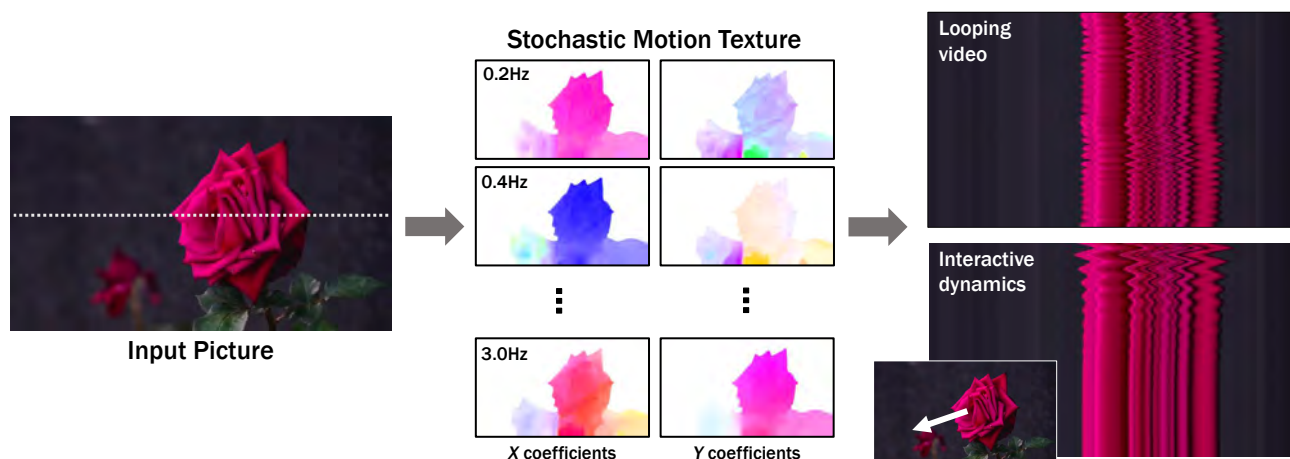 Stochastic Motion Texture
0.2Hz
0.4Hz
3.0Hz
X coefficients
Y coefficients
Input Picture
Looping
video
Interactive
dynamics